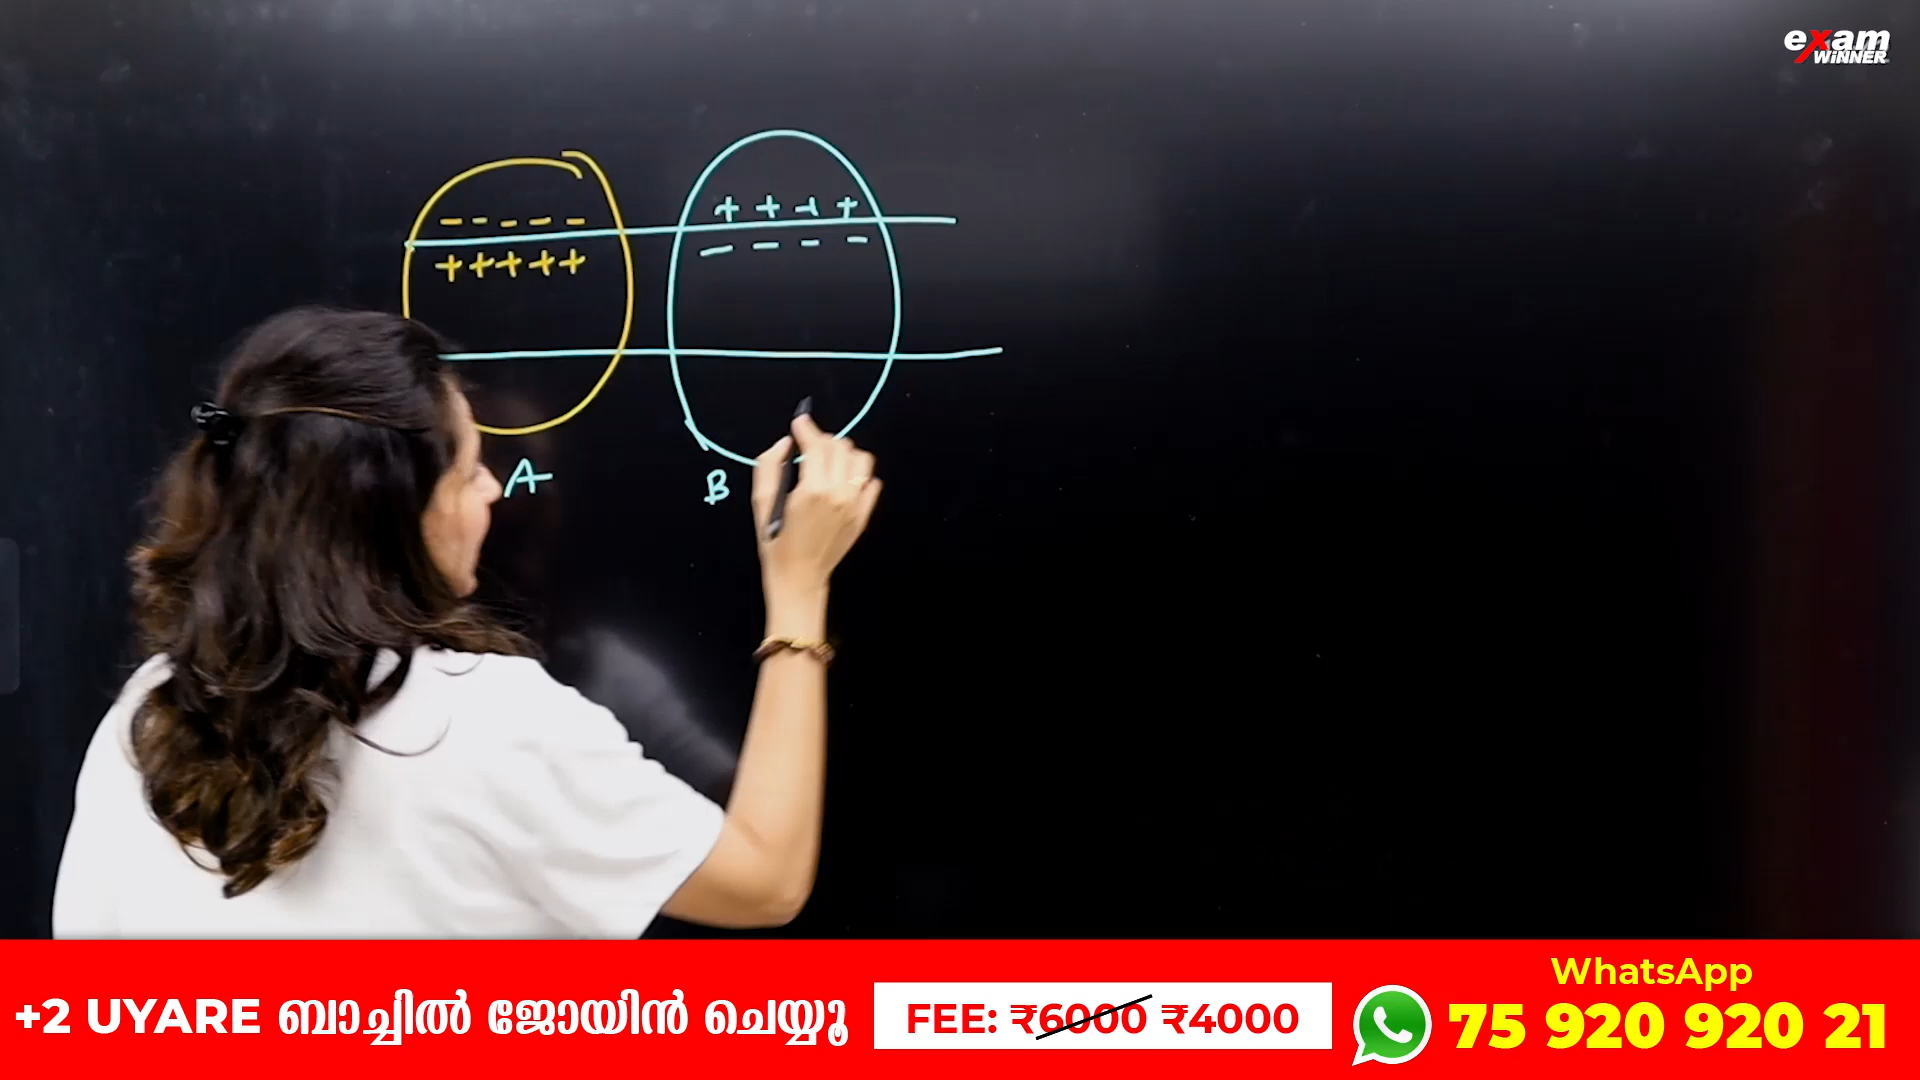 exam
WINNER
- - - - -
+ + + + +
+ + + +
- - - -
A
B
+2 UYARE ബാച്ചിൽ ജോയിൻ ചെയ്യൂ
FEE: ₹6000 ₹4000
WhatsApp
75 920 920 21